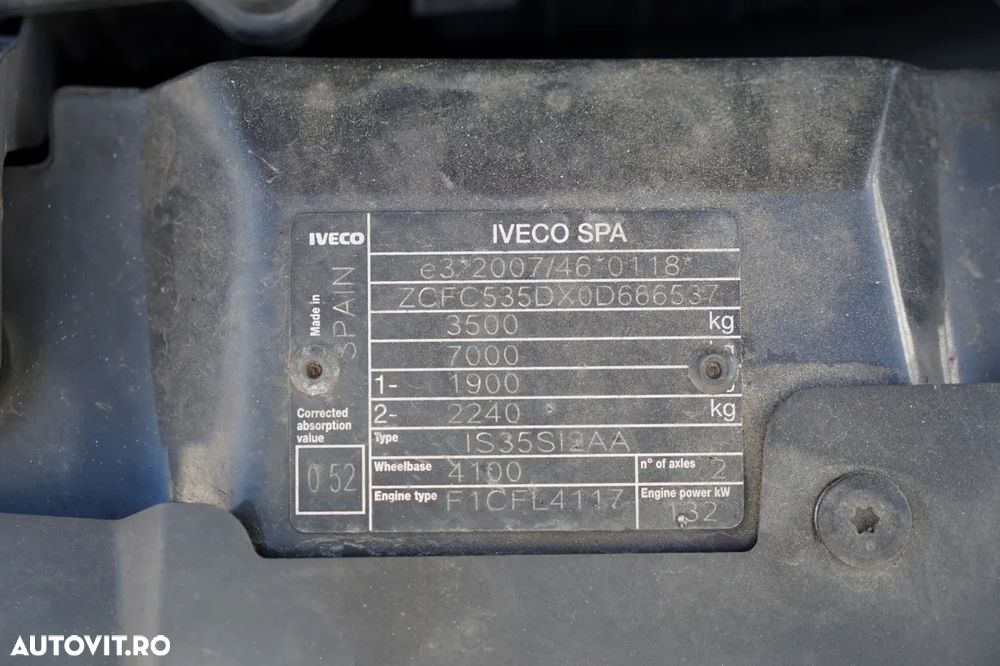 IVECO
IVECO SPA
e3*2007/46*0118*
ZCFC535DX0D666537
Made in
SPAIN
3500 kg
7000
1- 1900
2- 2240 kg
Corrected
absorption
value
0.52
Type IS35SI2AA
Wheelbase 4100
n° of axles 2
Engine type F1CFL4117
Engine power kW
132
AUTOVIT.RO